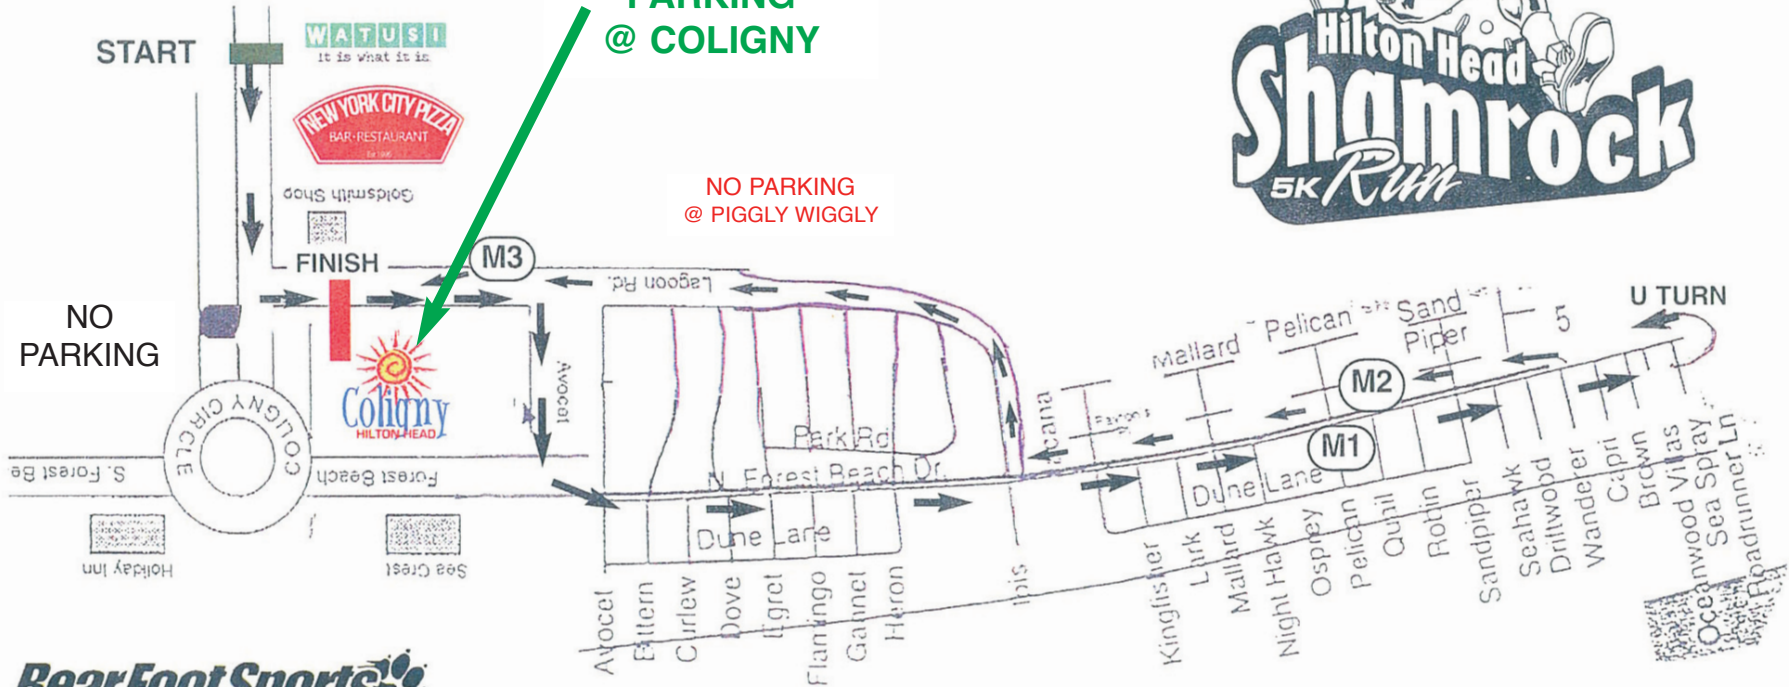 PARKING
@ COLIGNY
START
WATUSI
It is what it is
NEW YORK CITY PIZZA
BAR-RESTAURANT
Goldsmith Shop
NO PARKING
@ PIGGLY WIGGLY
Hilton Head
Shamrock
5K Run
FINISH
M3
Lagoon Rd.
NO
PARKING
Coligny
HILTON HEAD
Avocet
COLIGNY CIRCLE
S. Forest Be
Forest Beach
Holiday Inn
Sea Crest
Park Rd
N. Forest Beach Dr.
Dune Lane
U TURN
5
Sand
Piper
Pelican
Mallard
M2
M1
cana
Dune Lane
Avocet
Bittern
Curlew
Dove
Egret
Flamingo
Gannet
Heron
Ibis
Kingfisher
Lark
Mallard
Night Hawk
Osprey
Pelican
Quail
Robin
Sandpiper
Seahawk
Driftwood
Wanderer
Capri
Brown
Oceanwood Villas
Sea Spray
Roadrunner Ln
Bear Foot Sports